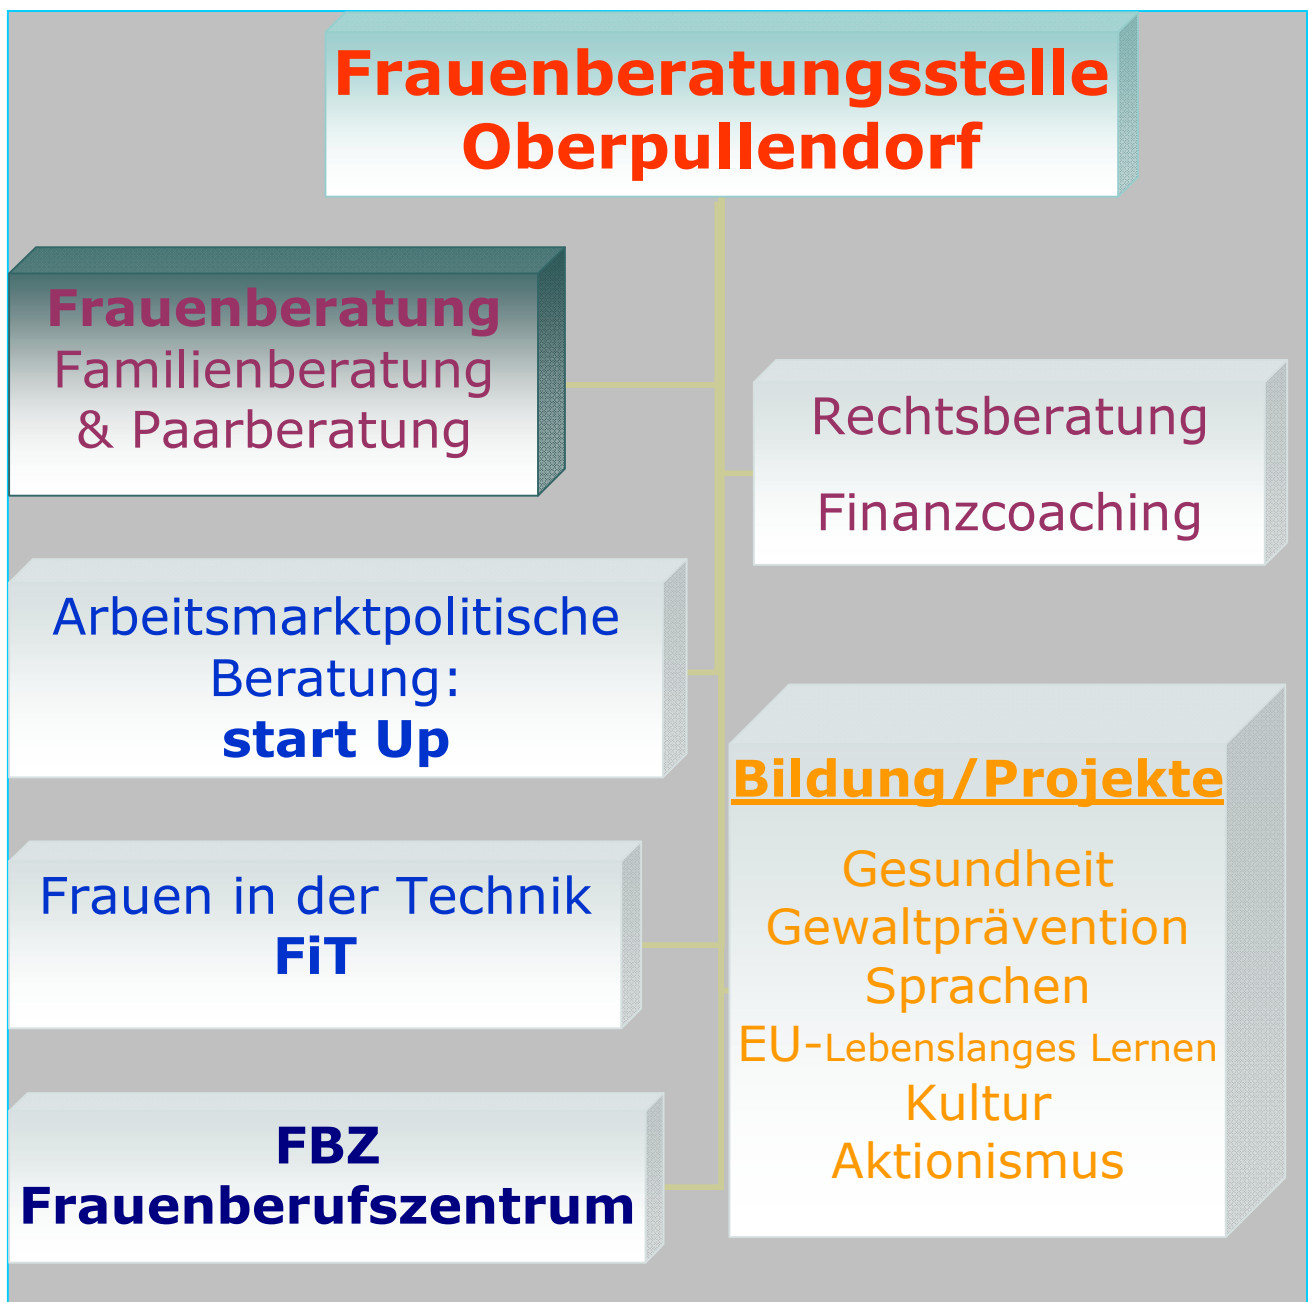 Frauenberatungsstelle
Oberpullendorf
Frauenberatung
Familienberatung
& Paarberatung
Rechtsberatung
Finanzcoaching
Arbeitsmarktpolitische
Beratung:
start Up
Bildung/Projekte
Gesundheit
Gewaltprävention
Sprachen
EU-Lebenslanges Lernen
Kultur
Aktionismus
Frauen in der Technik
FiT
FBZ
Frauenberufszentrum